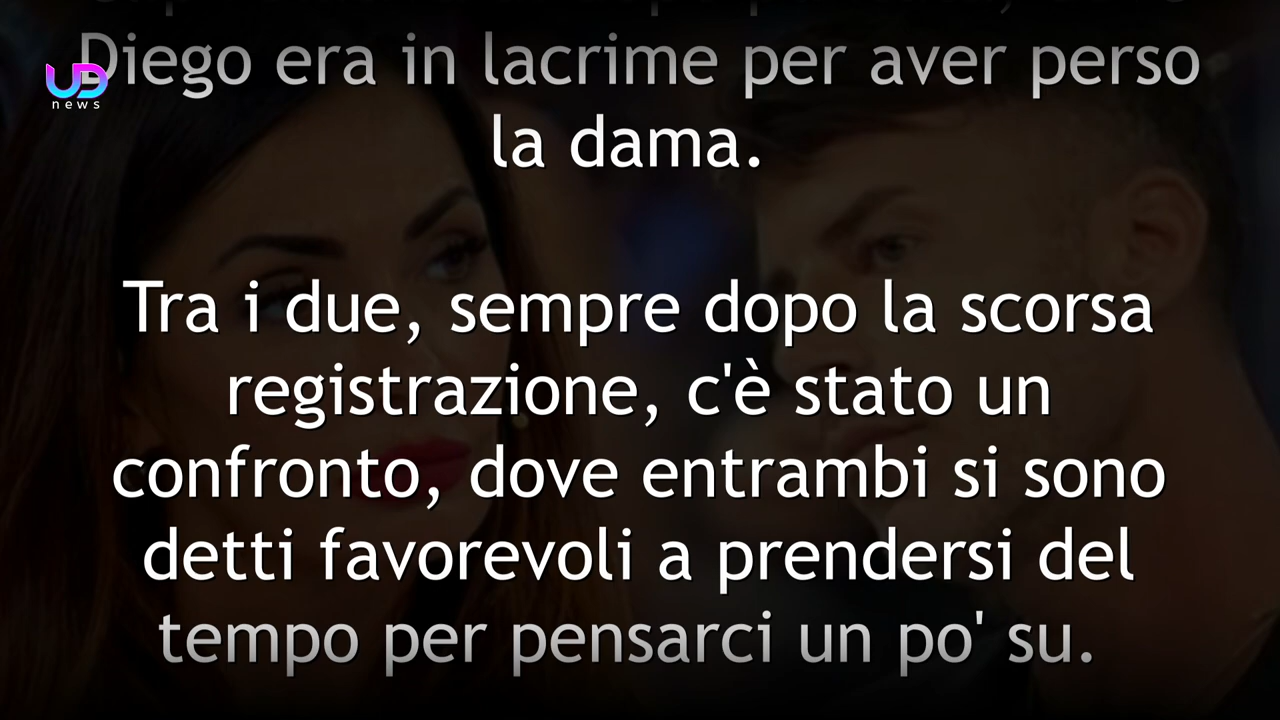 Diego era in lacrime per aver perso
la dama.
Tra i due, sempre dopo la scorsa
registrazione, c'è stato un
confronto, dove entrambi si sono
detti favorevoli a prendersi del
tempo per pensarci un po' su.
UD
news